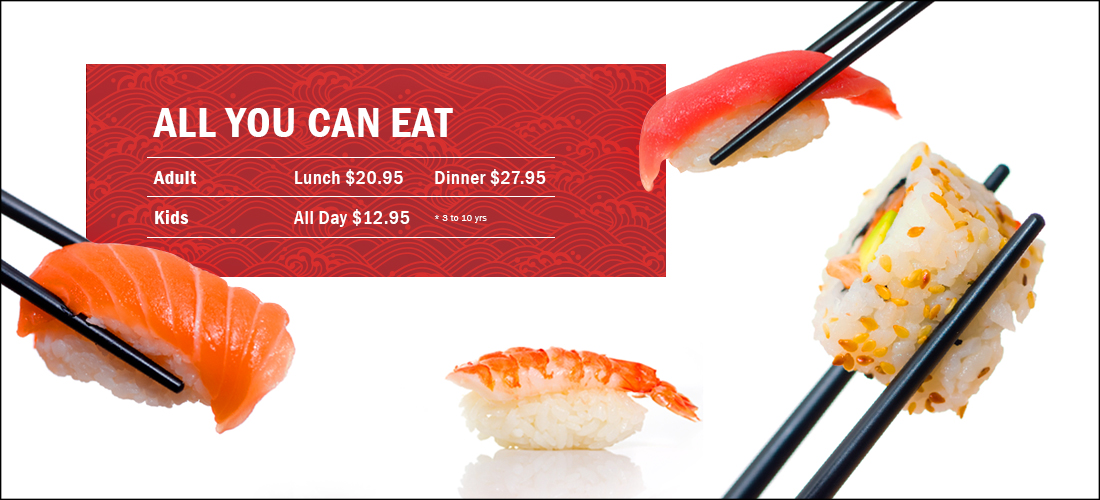 ALL YOU CAN EAT
Adult Lunch $20.95 Dinner $27.95
Kids All Day $12.95 * 3 to 10 yrs